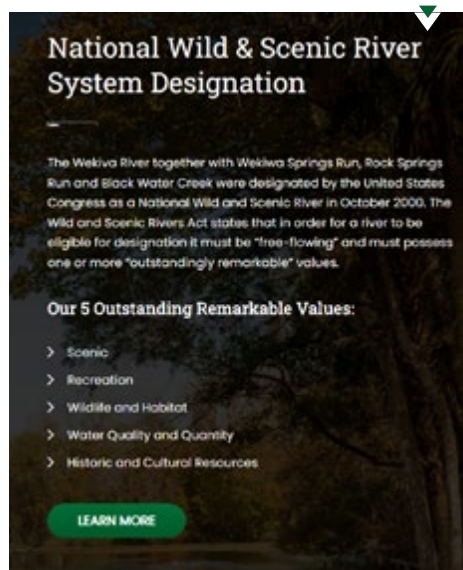 National Wild & Scenic River
System Designation
The Wekiva River together with Wekiwa Springs Run, Rock Springs
Run and Black Water Creek were designated by the United States
Congress as a National Wild and Scenic River in October 2000. The
Wild and Scenic Rivers Act states that in order for a river to be
eligible for designation it must be "free-flowing" and must possess
one or more "outstandingly remarkable" values.
Our 5 Outstanding Remarkable Values:
Scenic
Recreation
Wildlife and Habitat
Water Quality and Quantity
Historic and Cultural Resources
LEARN MORE